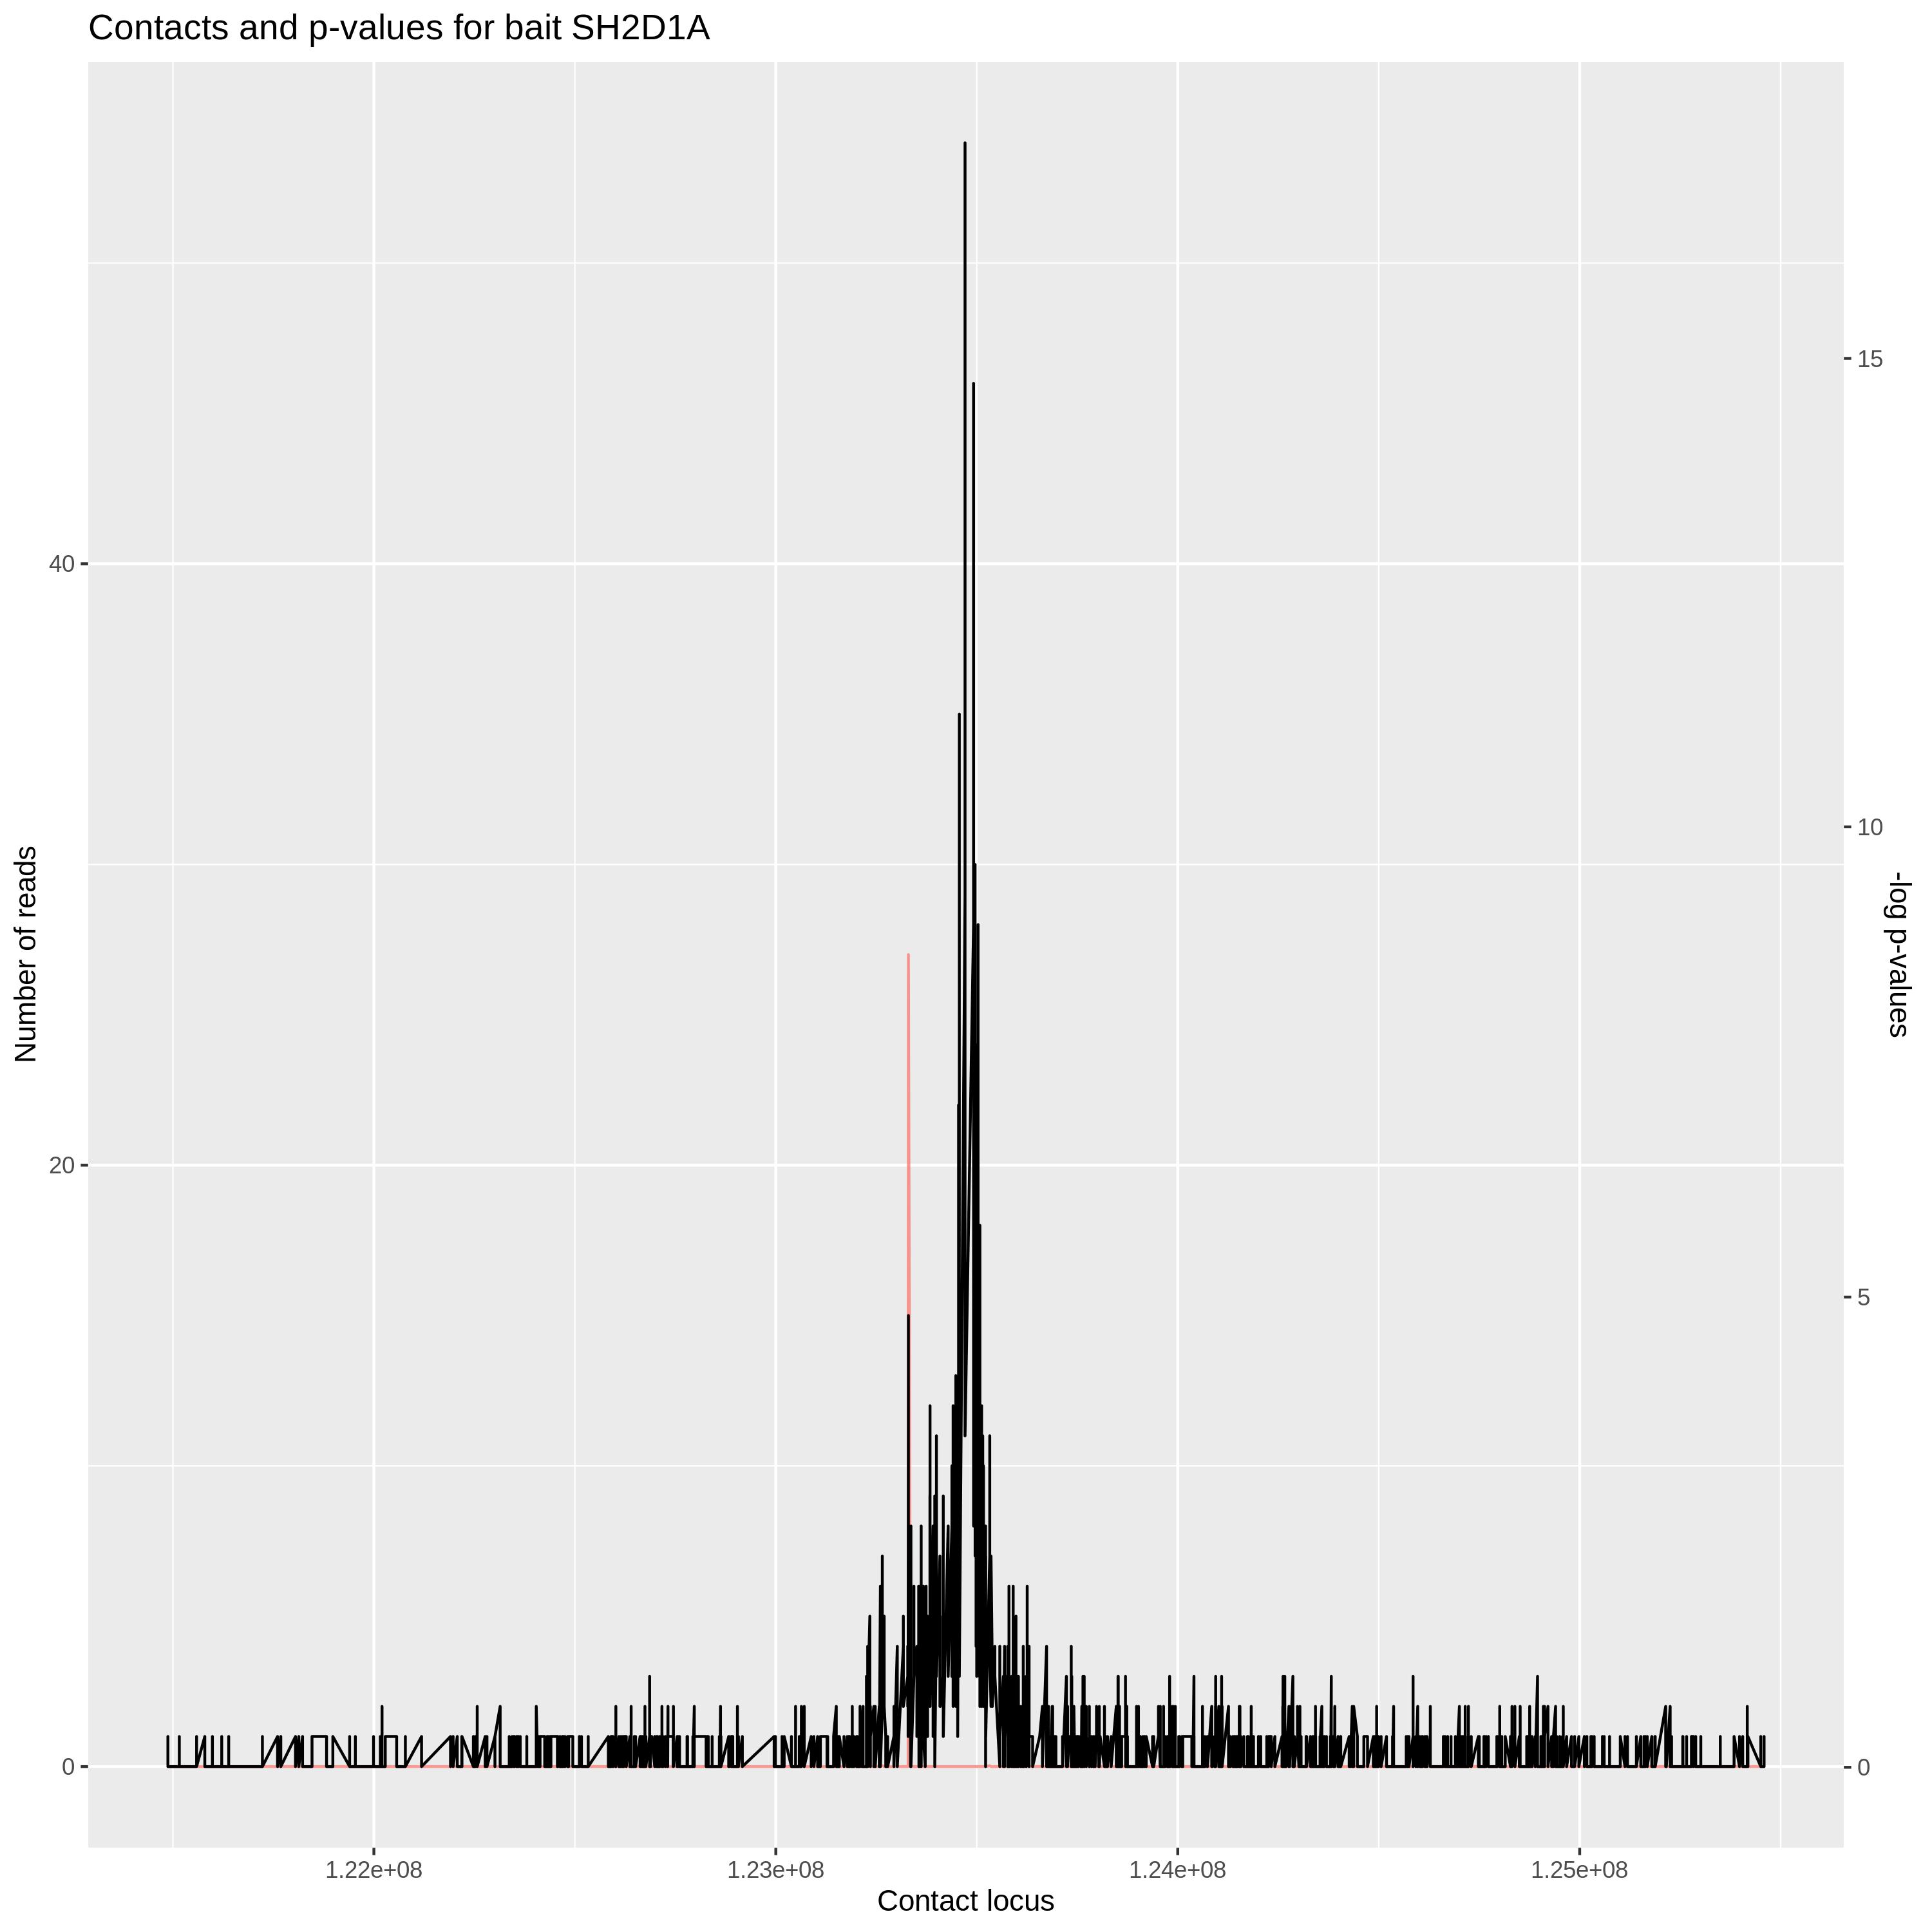 Contacts and p-values for bait SH2D1A
Number of reads
40
20
0
15
10
5
0
-log p-values
1.22e+08
1.23e+08
1.24e+08
1.25e+08
Contact locus